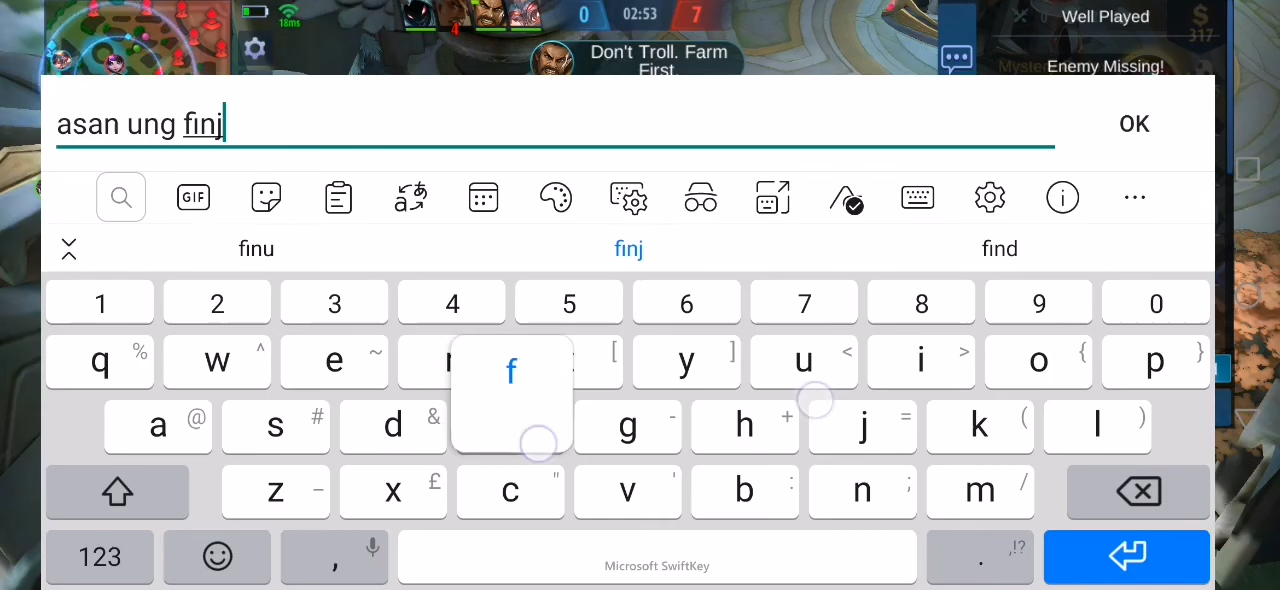 18ms
4
0 02:53 7
Don't Troll. Farm
First.
Well Played
317
Enemy Missing!
asan ung finj
OK
GIF
finu finj find
1 2 3 4 5 6 7 8 9 0
q % w ^ e ~ [ y ] u < i > o { p }
f
a @ s # d & g - h + j = k ( l )
z – x £ c " v ' b : n ; m /
123 , Microsoft SwiftKey . ,!?